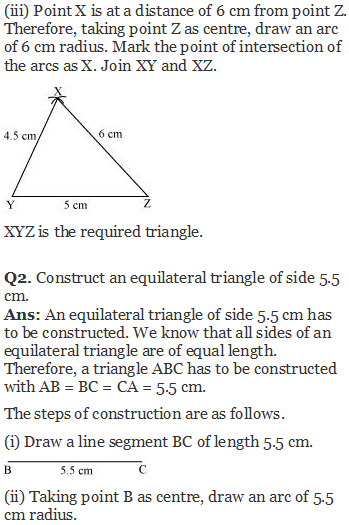 (iii) Point X is at a distance of 6 cm from point Z.
Therefore, taking point Z as centre, draw an arc
of 6 cm radius. Mark the point of intersection of
the arcs as X. Join XY and XZ.
X
4.5 cm
6 cm
Y
5 cm
Z
XYZ is the required triangle.
Q2. Construct an equilateral triangle of side 5.5
cm.
Ans: An equilateral triangle of side 5.5 cm has
to be constructed. We know that all sides of an
equilateral triangle are of equal length.
Therefore, a triangle ABC has to be constructed
with AB = BC = CA = 5.5 cm.
The steps of construction are as follows.
(i) Draw a line segment BC of length 5.5 cm.
B
5.5 cm
C
(ii) Taking point B as centre, draw an arc of 5.5
cm radius.